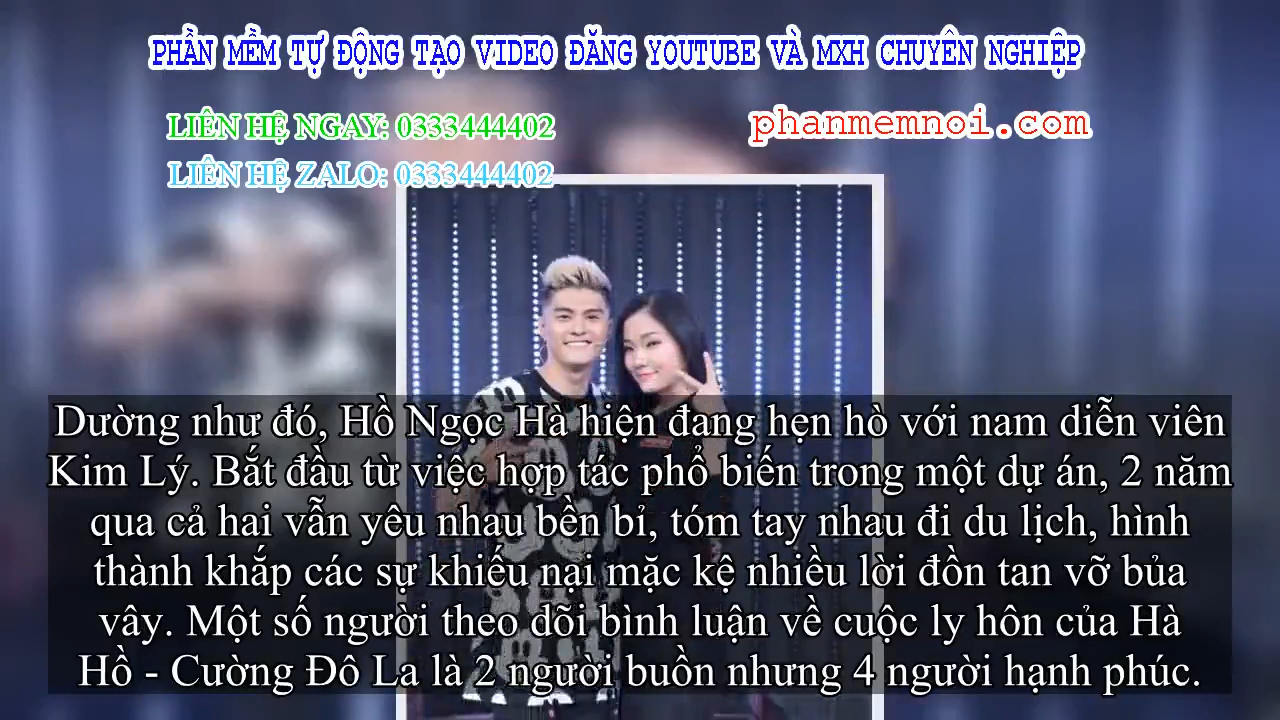 PHẦN MỀM TỰ ĐỘNG TẠO VIDEO ĐĂNG YOUTUBE VÀ MXH CHUYÊN NGHIỆP
LIÊN HỆ NGAY: 0333444402
phanmemnoi.com
LIÊN HỆ ZALO: 0333444402
Dường như đó, Hồ Ngọc Hà hiện đang hẹn hò với nam diễn viên
Kim Lý. Bắt đầu từ việc hợp tác phổ biến trong một dự án, 2 năm
qua cả hai vẫn yêu nhau bền bỉ, tóm tay nhau đi du lịch, hình
thành khắp các sự khiếu nại mặc kệ nhiều lời đồn tan vỡ bủa
vây. Một số người theo dõi bình luận về cuộc ly hôn của Hà
Hồ - Cường Đô La là 2 người buồn nhưng 4 người hạnh phúc.